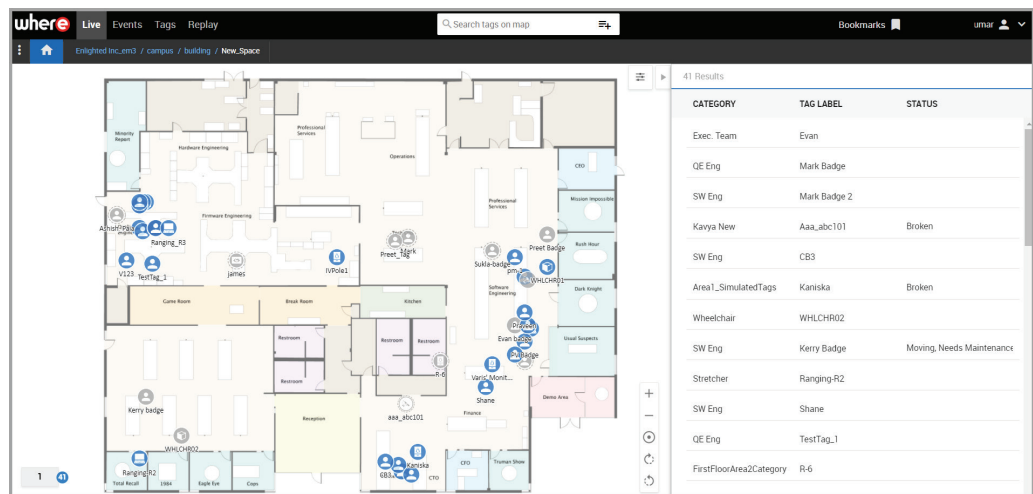 where Live Events Tags Replay
Search tags on map
Bookmarks
umar
Enlighted Inc_em3 / campus / building / New_Space
Minority Report
Hardware Engineering
Professional Services
Operations
CEO
Professional Services
Mission Impossible
Firmware Engineering
Ranging_R3
V123
TestTag_1
james
IVPole1
Preet_Tag
Mark
Preet Badge
Rush Hour
Sukla-badge
WHLCHR01
Software Engineering
Dark Knight
Game Room
Break Room
Kitchen
Praveen
Evan badge
PV Badge
Usual Suspects
Restroom
Restroom
Restroom
Restroom
R-6
Varis' Monit...
Shane
Demo Area
Kerry badge
Reception
aaa_abc101
Finance
WHLCHR02
Kaniska
Ranging-R2
Total Recall
1984
Eagle Eye
Cops
CTO
CFO
Truman Show
1
41
41 Results
CATEGORY TAG LABEL STATUS
Exec. Team Evan
QE Eng Mark Badge
SW Eng Mark Badge 2
Kavya New Aaa_abc101 Broken
SW Eng CB3
Area1_SimulatedTags Kaniska Broken
Wheelchair WHLCHR02
SW Eng Kerry Badge Moving, Needs Maintenance
Stretcher Ranging-R2
SW Eng Shane
QE Eng TestTag_1
FirstFloorArea2Category R-6